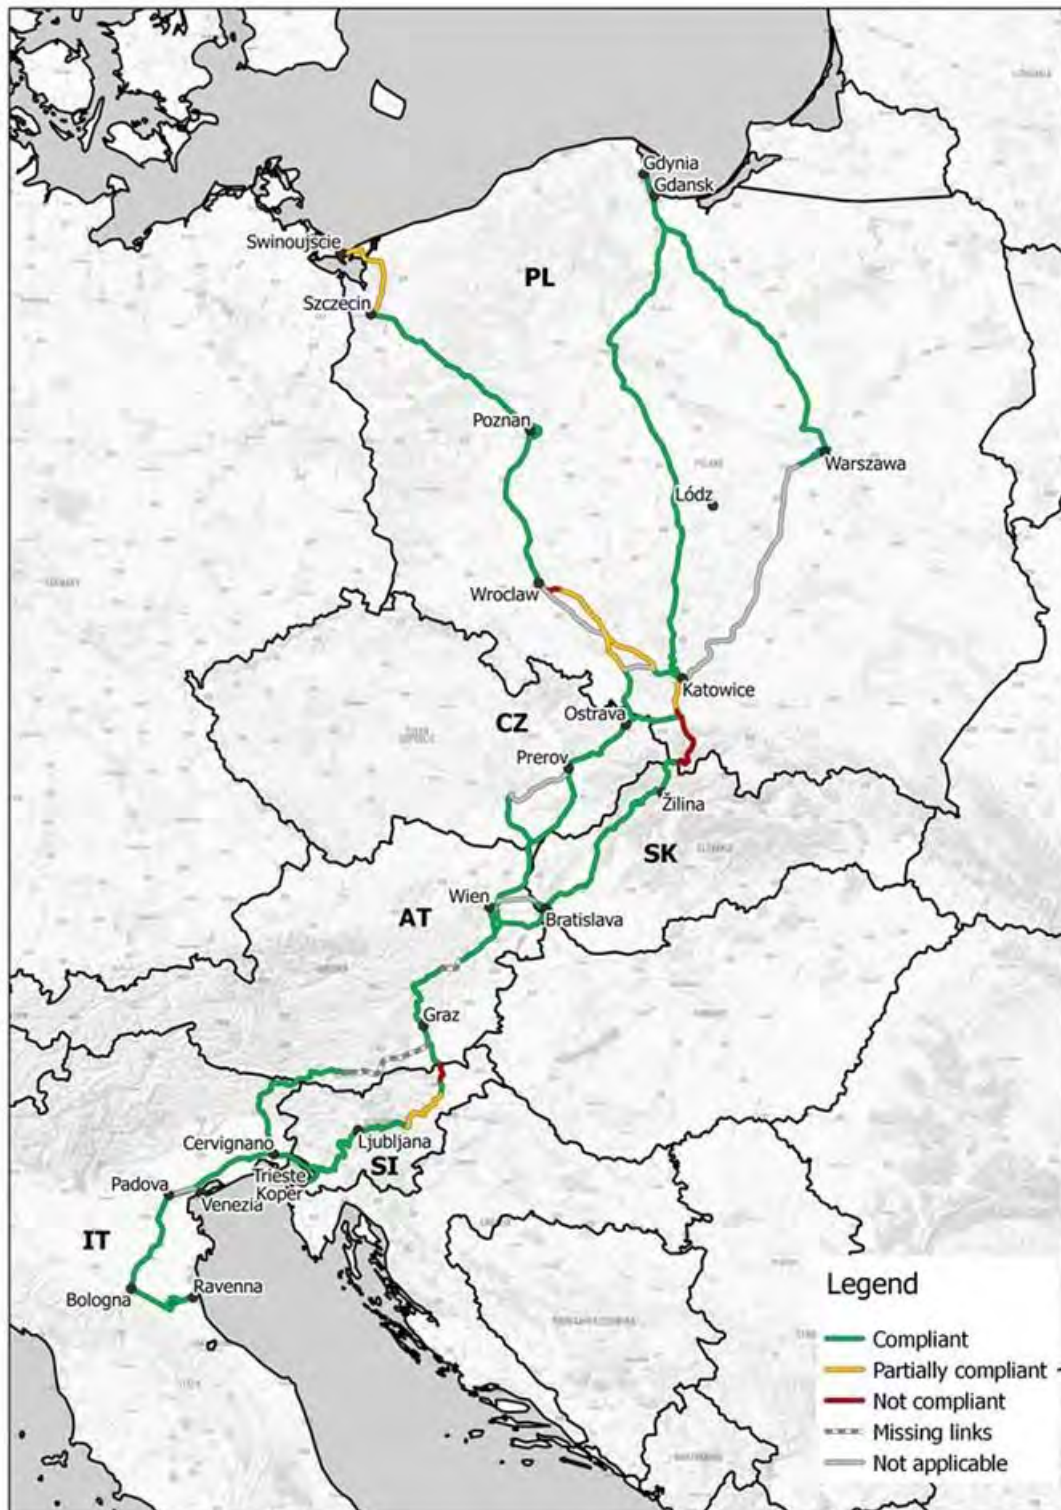 Gdynia
Gdansk
Swinoujście
PL
Szczecin
Poznan
Warszawa
Lódz
Wroclaw
Katowice
Ostrava
CZ
Prerov
Žilina
SK
Wien
AT
Bratislava
Graz
Cervignano
Ljubljana
SI
Trieste
Koper
Padova
Venezia
IT
Ravenna
Bologna
Legend
Compliant
Partially compliant
Not compliant
Missing links
Not applicable